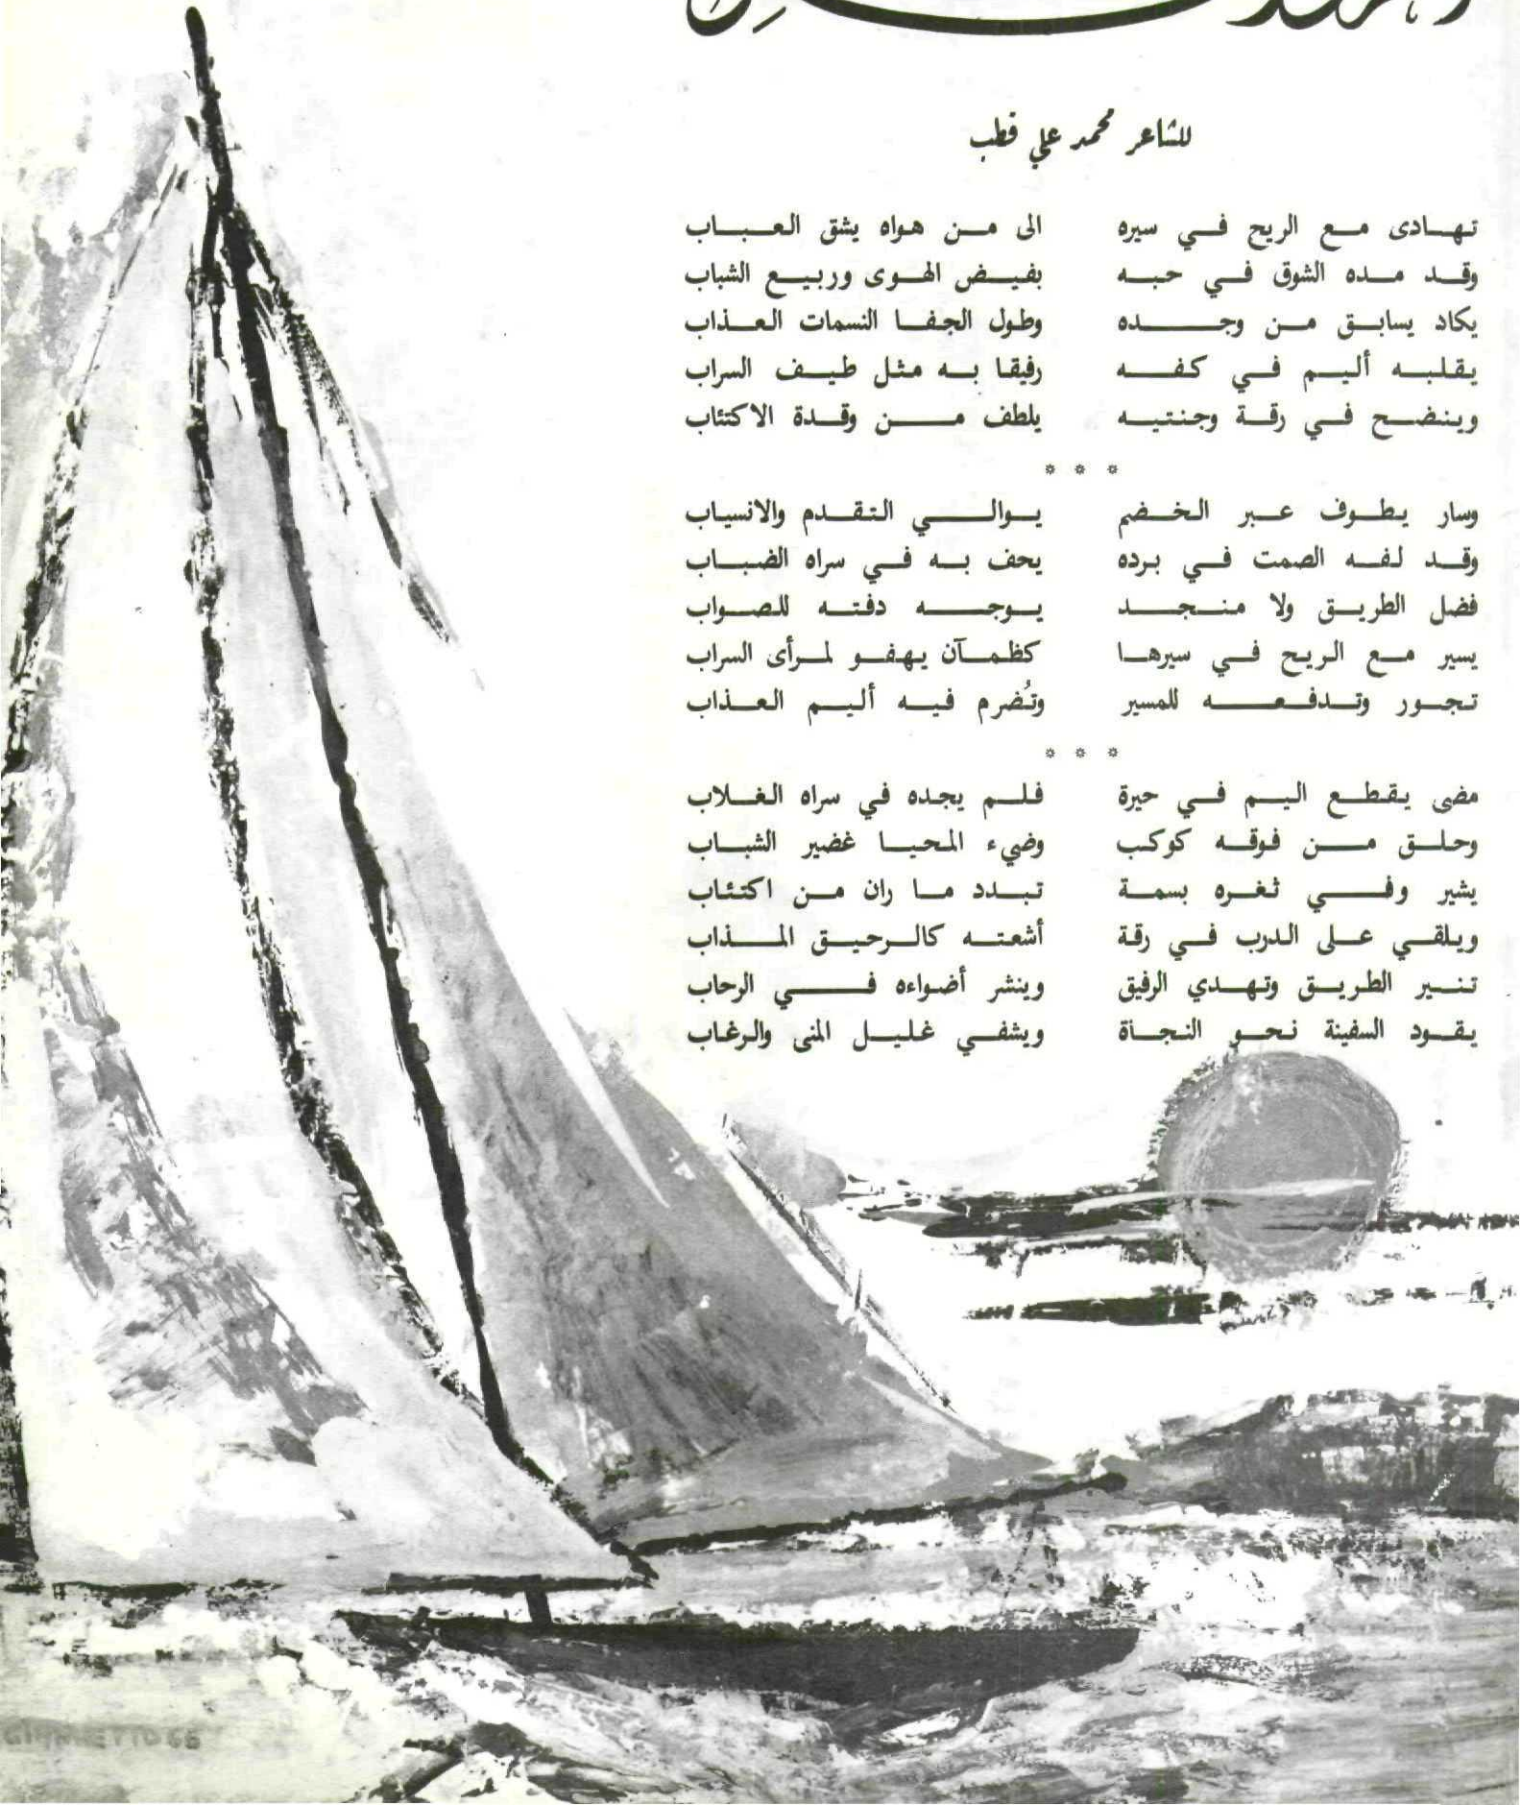 للشاعر محمد علي قطب
تهادى مع الريح في سيره الى من هواه يشق العباب
وقد مده الشوق في حبه بفيض الهوى وربيع الشباب
يكاد يسابق من وجده وطول الجفا النسمات العذاب
يقلبه أليم في كفه رفيقا به مثل طيف السراب
وينضح في رقة وجنتيه يلطف من وقدة الاكتئاب
* * *
وسار يطوف عبر الخضم يوالي التقدم والانسياب
وقد لفه الصمت في برده يحف به في سراه الضباب
فضل الطريق ولا منجد يوجه دفته للصواب
يسير مع الريح في سيرها كظمآن يهفو لمرأى السراب
تجور وتدفعه للمسير وتُضرم فيه أليم العذاب
* * *
مضى يقطع اليم في حيرة فلم يجده في سراه الغلاب
وحلق من فوقه كوكب وضيء المحيا غضير الشباب
يشير وفي ثغره بسمة تبدد ما ران من اكتئاب
ويلقي على الدرب في رقة أشعته كالرحيق المذاب
تنير الطريق وتهدي الرفيق وينشر أضواءه في الرحاب
يقود السفينة نحو النجاة ويشفي غليل المنى والرغاب